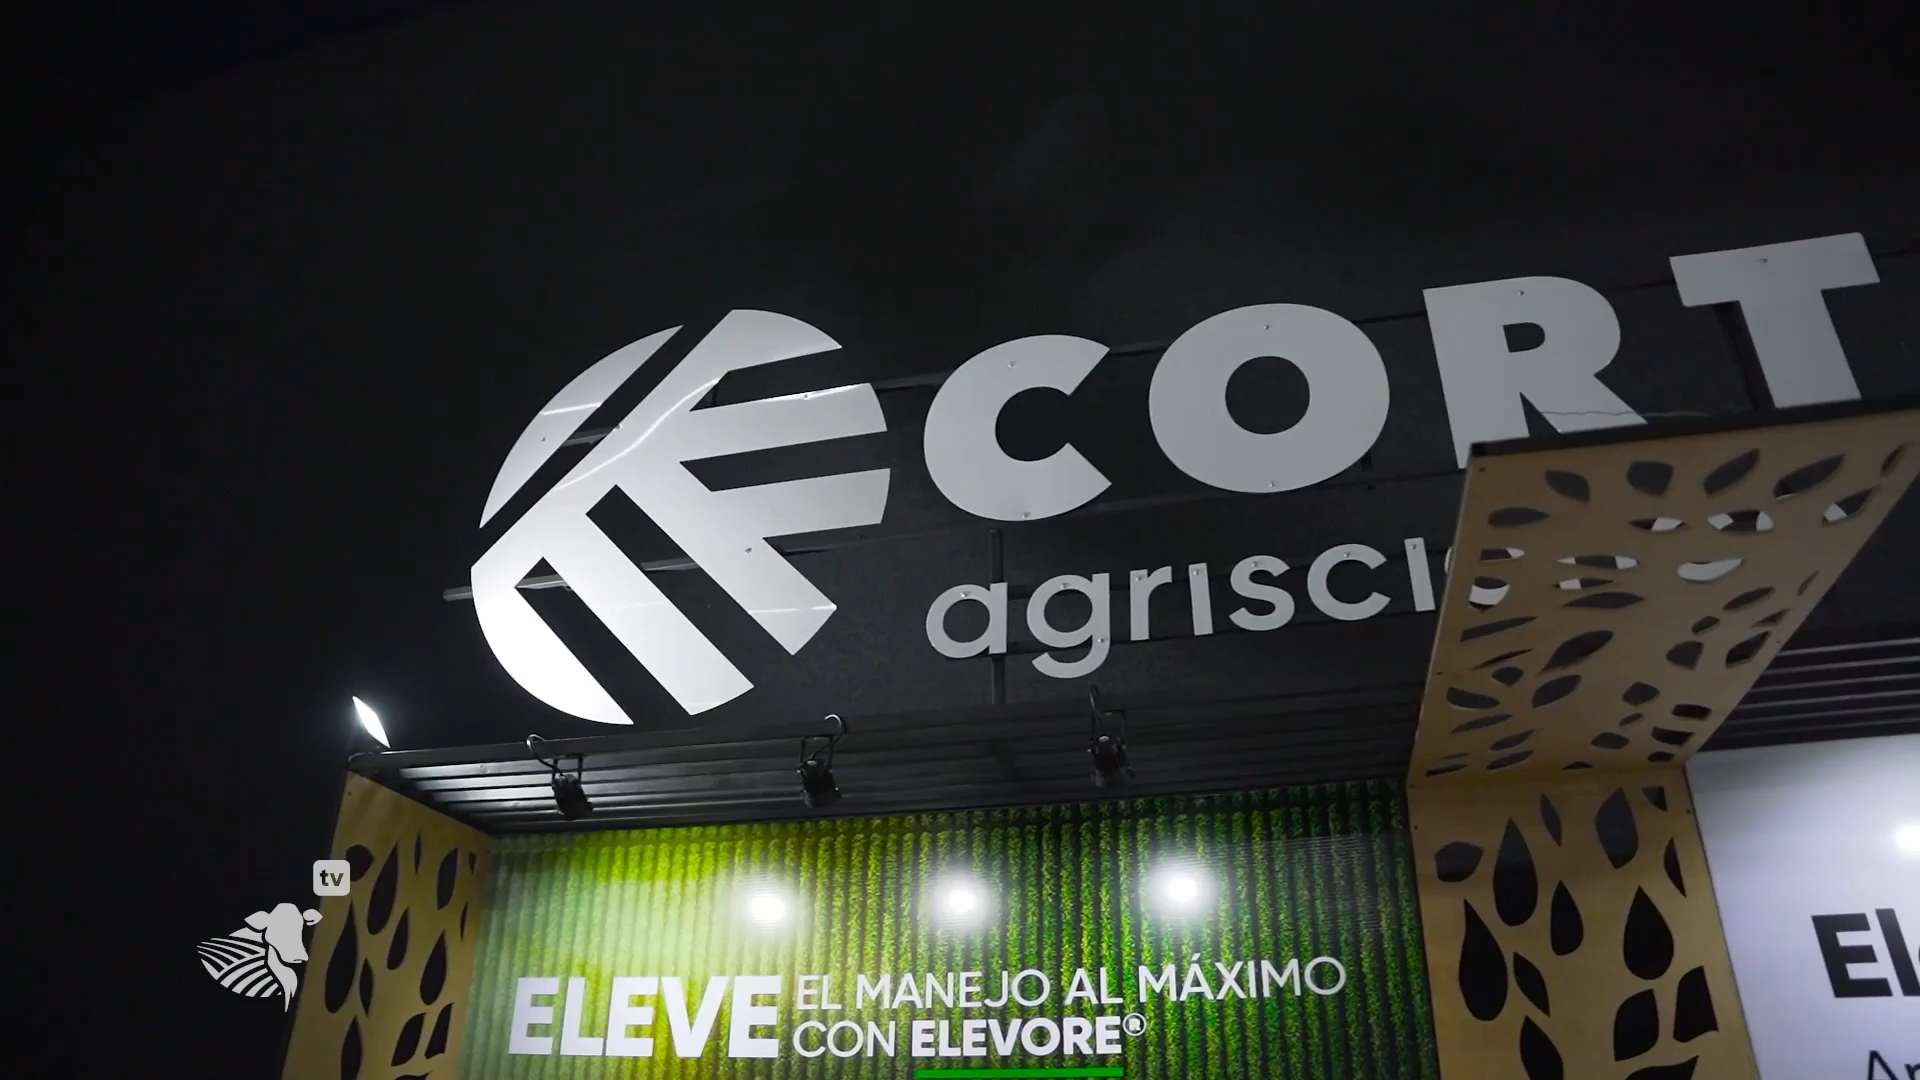 CORT
agrisci
ELEVE EL MANEJO AL MÁXIMO
CON ELEVORE®
tv